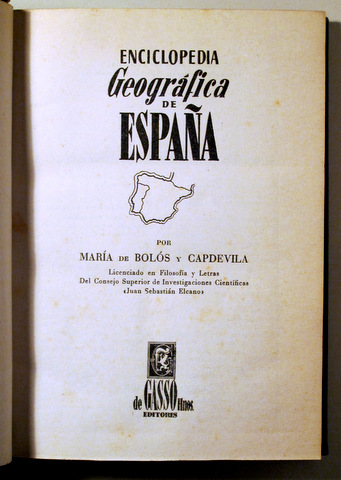 ENCICLOPEDIA
Geográfica
DE
ESPAÑA
POR
MARÍA DE BOLÓS Y CAPDEVILA
Licenciado en Filosofía y Letras
Del Consejo Superior de Investigaciones Científicas
«Juan Sebastián Elcano»
de GASSÓ Hnos.
EDITORES